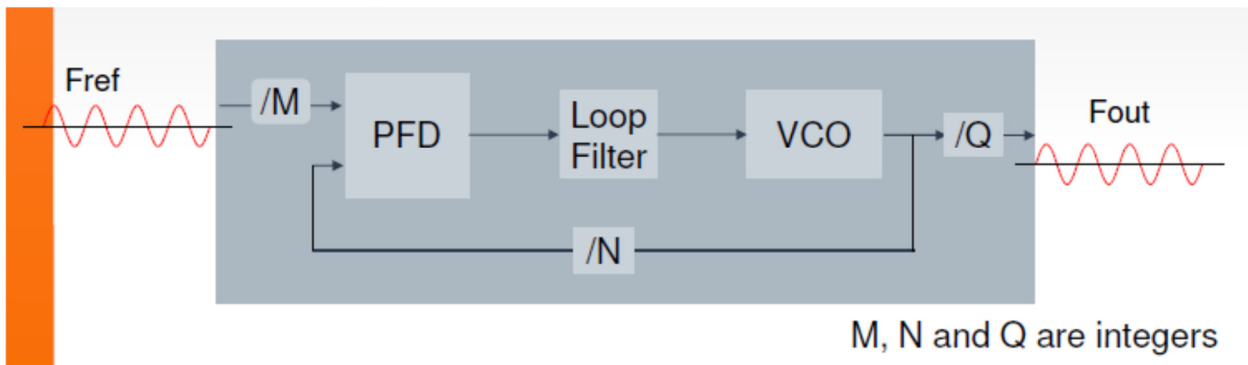 Fref
/M
PFD
Loop
Filter
VCO
/Q
Fout
/N
M, N and Q are integers